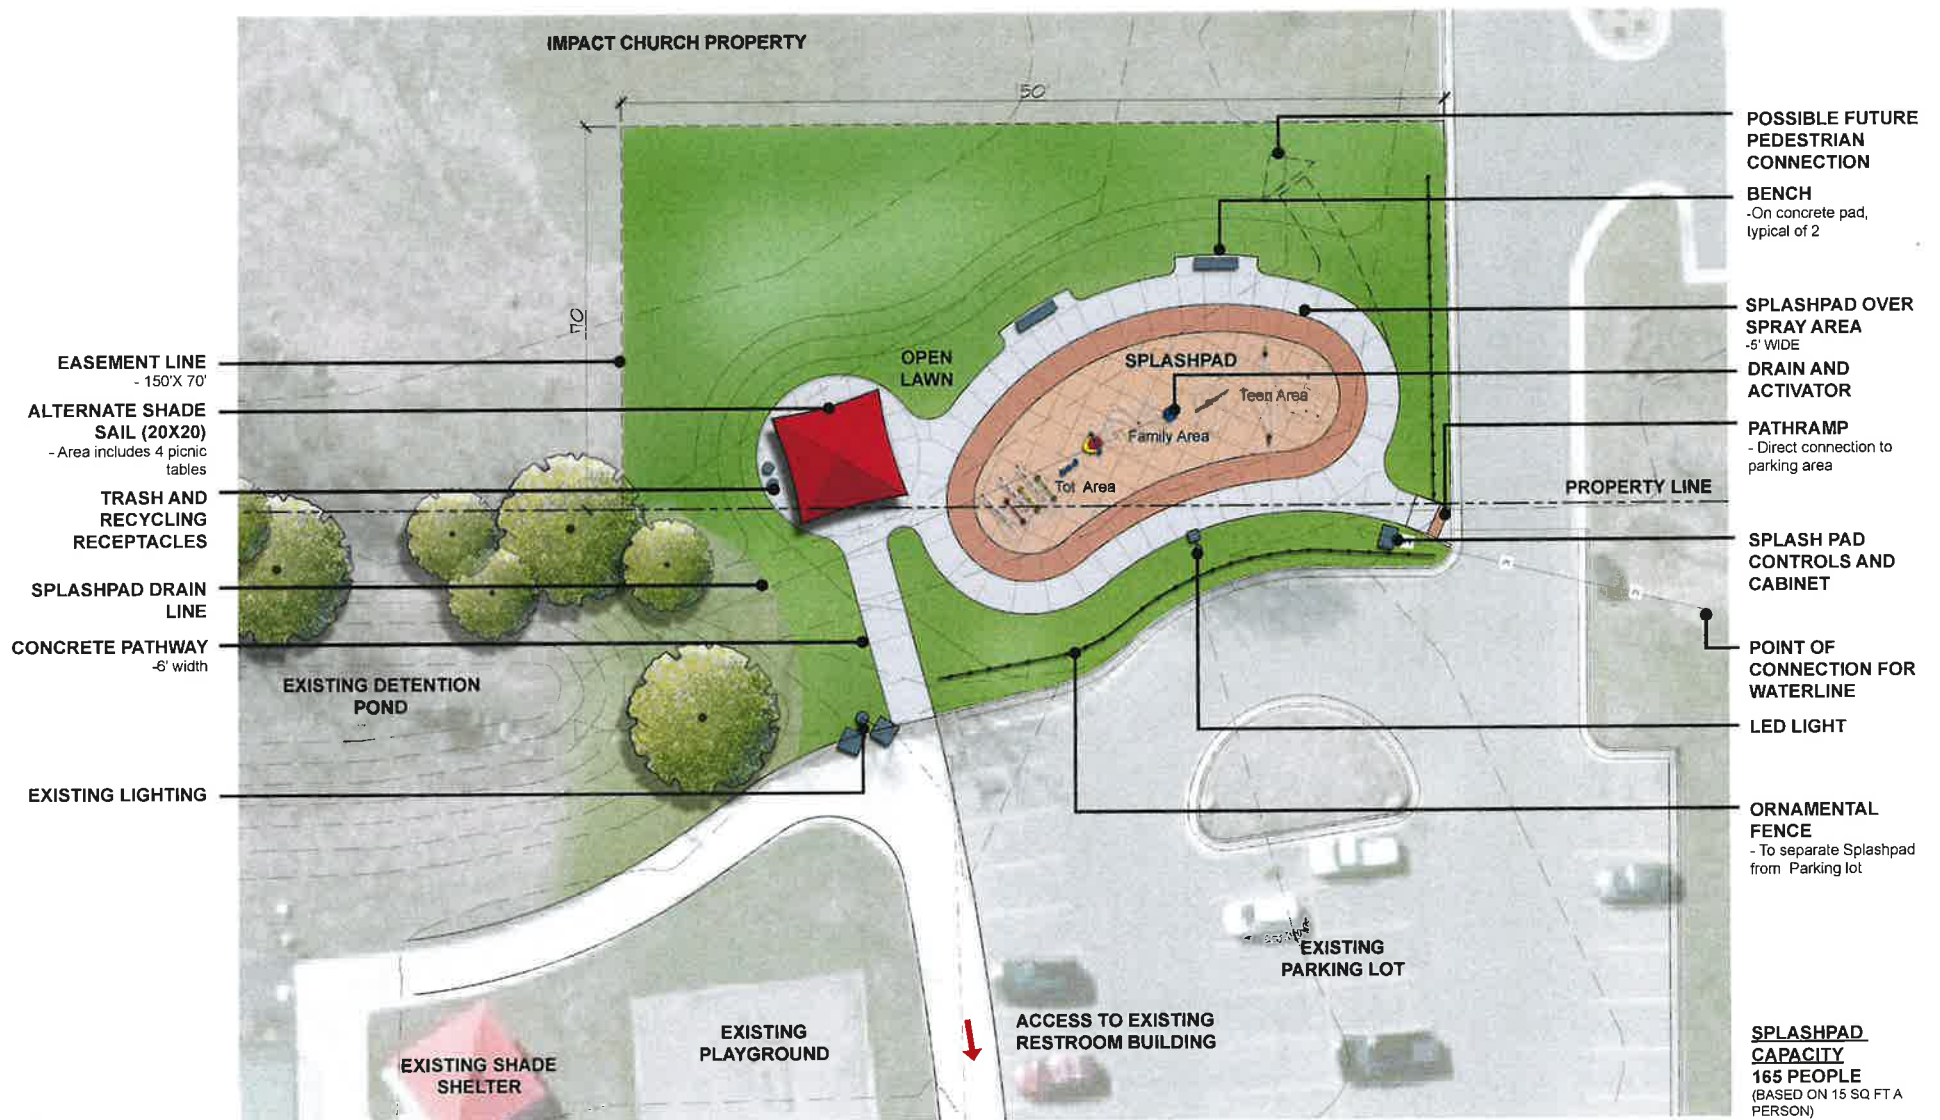 IMPACT CHURCH PROPERTY
50
70
EASEMENT LINE
- 150'X 70'
ALTERNATE SHADE
SAIL (20X20)
- Area includes 4 picnic
tables
TRASH AND
RECYCLING
RECEPTACLES
SPLASHPAD DRAIN
LINE
CONCRETE PATHWAY
-6' width
EXISTING DETENTION
POND
EXISTING LIGHTING
OPEN
LAWN
SPLASHPAD
Teen Area
Family Area
Tot Area
POSSIBLE FUTURE
PEDESTRIAN
CONNECTION
BENCH
-On concrete pad,
typical of 2
SPLASHPAD OVER
SPRAY AREA
-5' WIDE
DRAIN AND
ACTIVATOR
PATHRAMP
- Direct connection to
parking area
PROPERTY LINE
SPLASH PAD
CONTROLS AND
CABINET
POINT OF
CONNECTION FOR
WATERLINE
LED LIGHT
ORNAMENTAL
FENCE
- To separate Splashpad
from Parking lot
EXISTING
PARKING LOT
ACCESS TO EXISTING
RESTROOM BUILDING
EXISTING
PLAYGROUND
EXISTING SHADE
SHELTER
SPLASHPAD
CAPACITY
165 PEOPLE
(BASED ON 15 SQ FT A
PERSON)